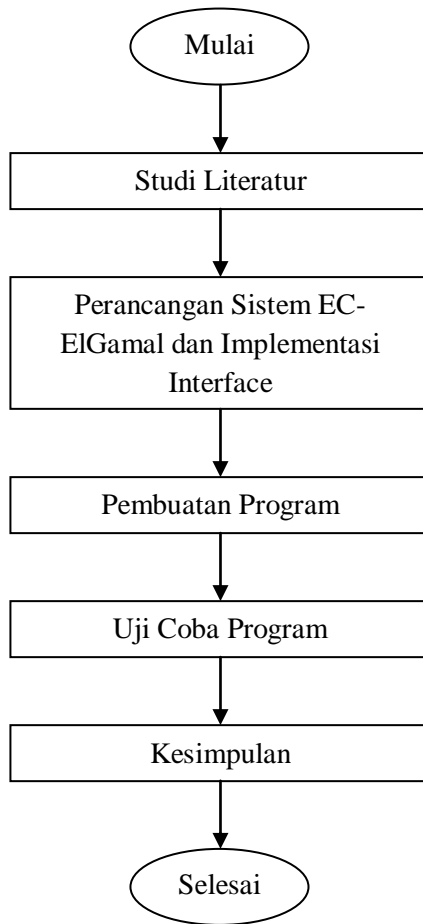 Mulai
Studi Literatur
Perancangan Sistem EC-
ElGamal dan Implementasi
Interface
Pembuatan Program
Uji Coba Program
Kesimpulan
Selesai